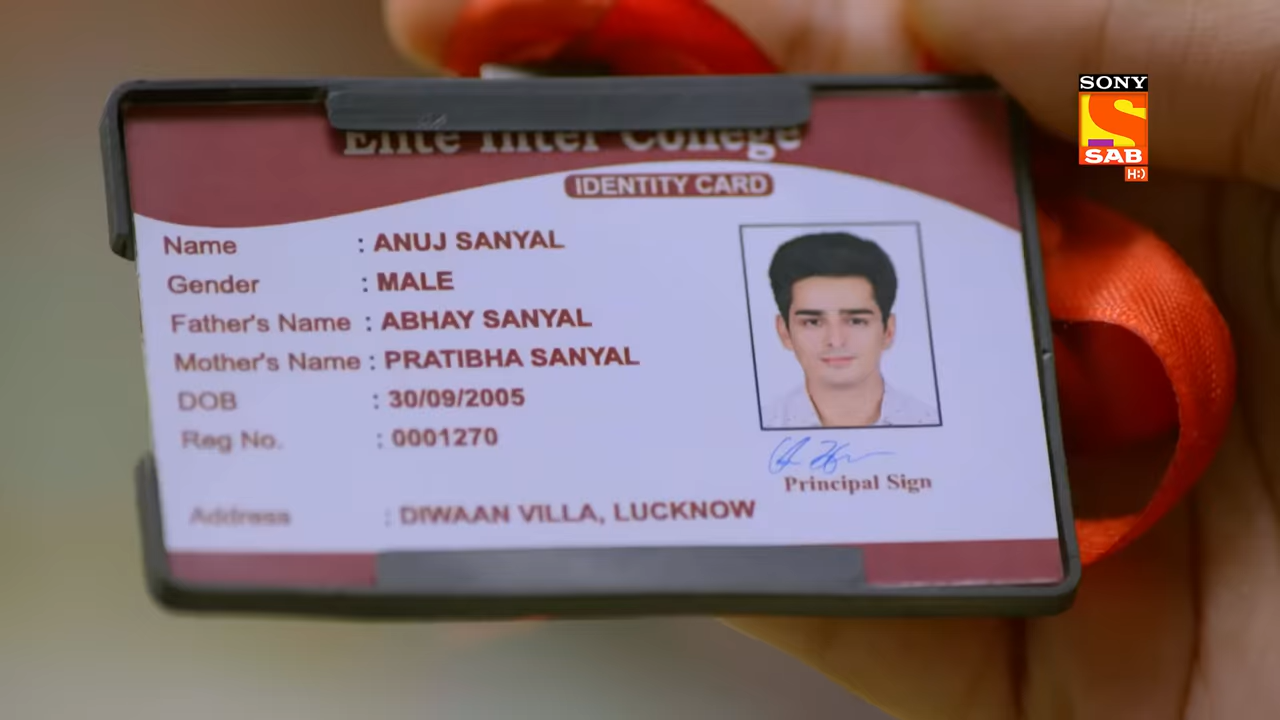 SONY
S
SAB
HD
Elite Inter College
IDENTITY CARD
Name : ANUJ SANYAL
Gender : MALE
Father's Name : ABHAY SANYAL
Mother's Name : PRATIBHA SANYAL
DOB : 30/09/2005
Reg No. : 0001270
Principal Sign
Address : DIWAAN VILLA, LUCKNOW